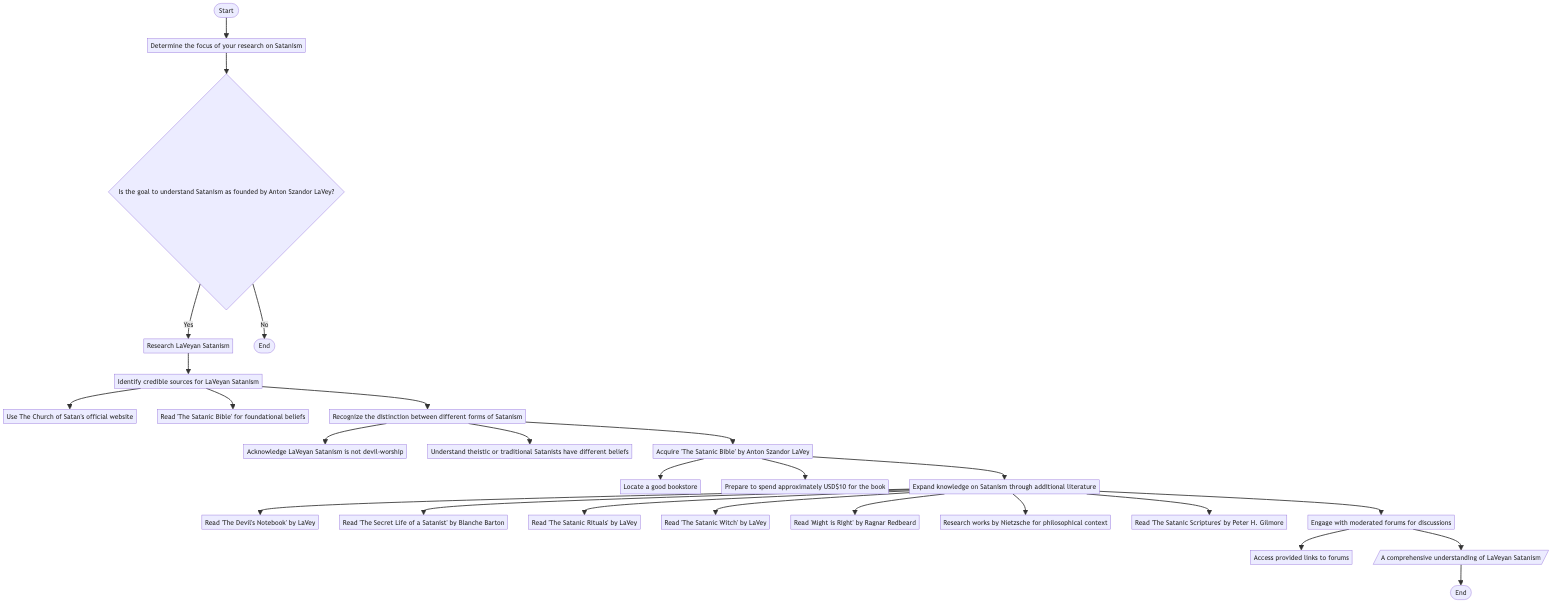 Start
Determine the focus of your research on Satanism
Is the goal to understand Satanism as founded by Anton Szandor LaVey?
Yes
No
Research LaVeyan Satanism
End
Identify credible sources for LaVeyan Satanism
Use The Church of Satan's official website
Read 'The Satanic Bible' for foundational beliefs
Recognize the distinction between different forms of Satanism
Acknowledge LaVeyan Satanism is not devil-worship
Understand theistic or traditional Satanists have different beliefs
Acquire 'The Satanic Bible' by Anton Szandor LaVey
Locate a good bookstore
Prepare to spend approximately USD$10 for the book
Expand knowledge on Satanism through additional literature
Read 'The Devil's Notebook' by LaVey
Read 'The Secret Life of a Satanist' by Blanche Barton
Read 'The Satanic Rituals' by LaVey
Read 'The Satanic Witch' by LaVey
Read 'Might is Right' by Ragnar Redbeard
Research works by Nietzsche for philosophical context
Read 'The Satanic Scriptures' by Peter H. Gilmore
Engage with moderated forums for discussions
Access provided links to forums
A comprehensive understanding of LaVeyan Satanism
End